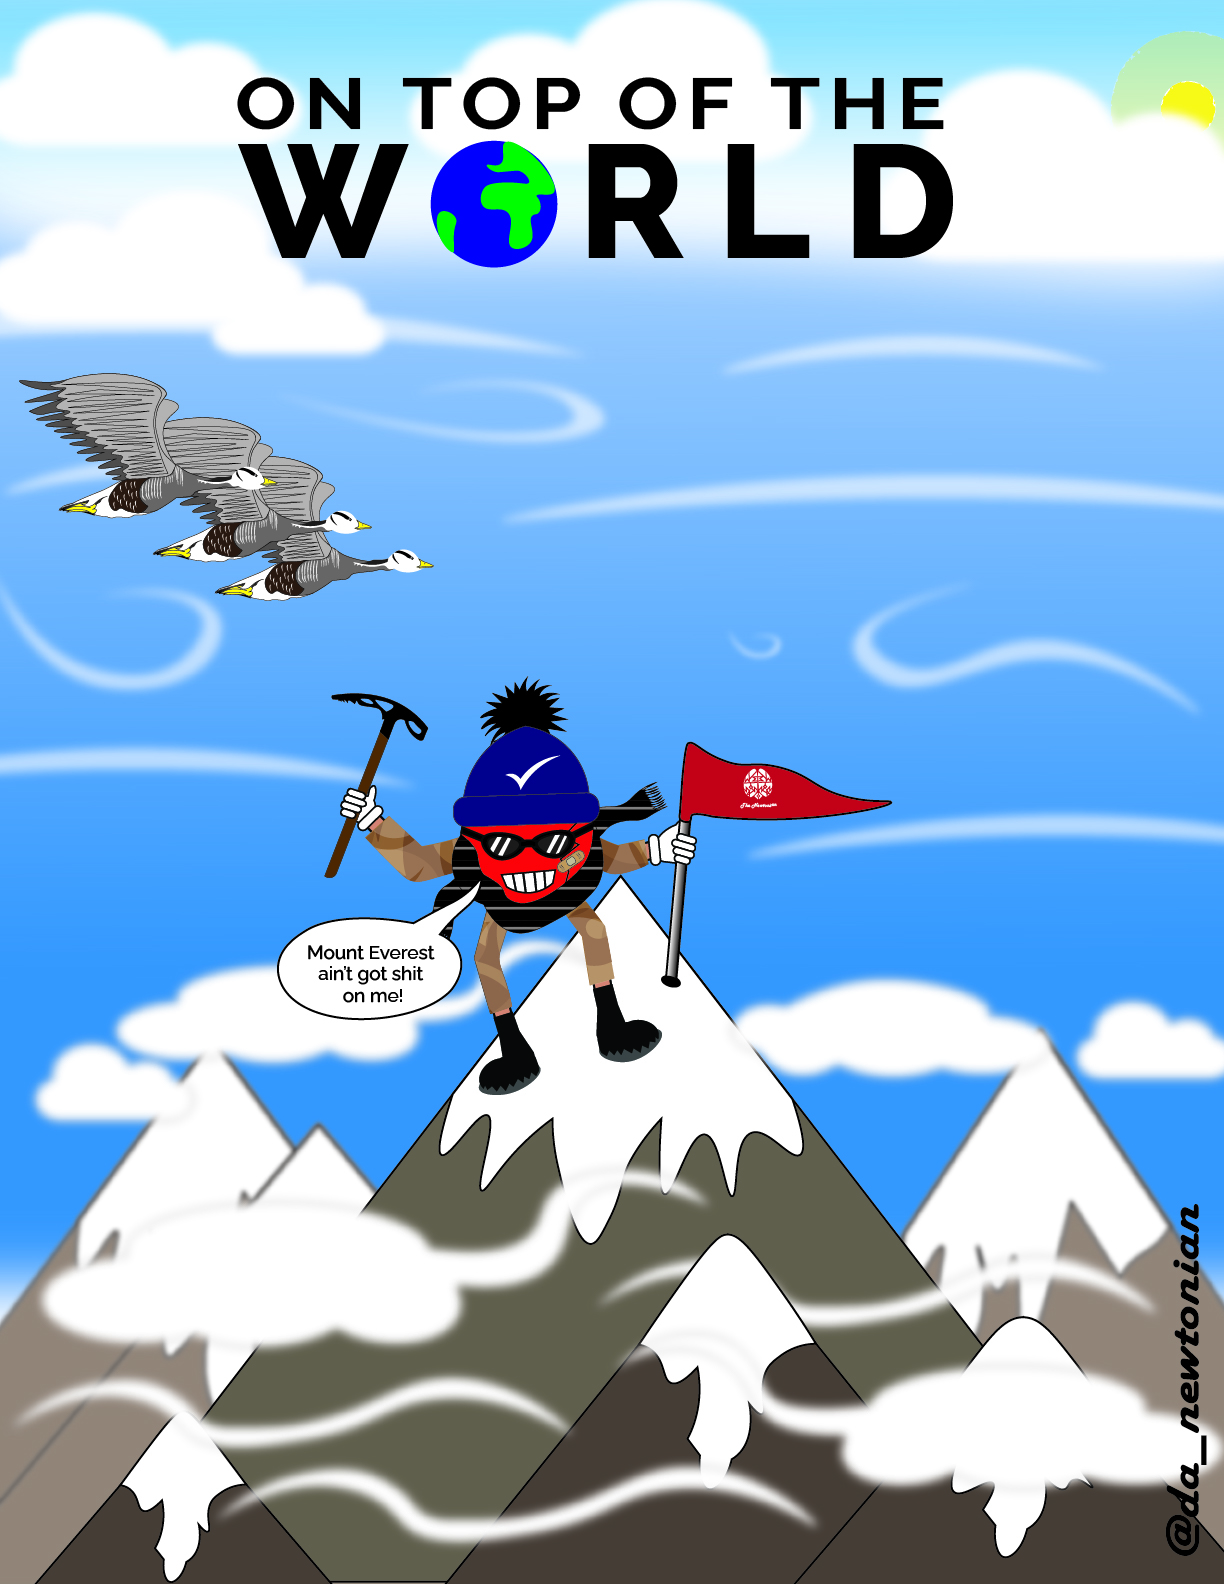 ON TOP OF THE
WORLD
Mount Everest
ain't got shit
on me!
@da_newtonian